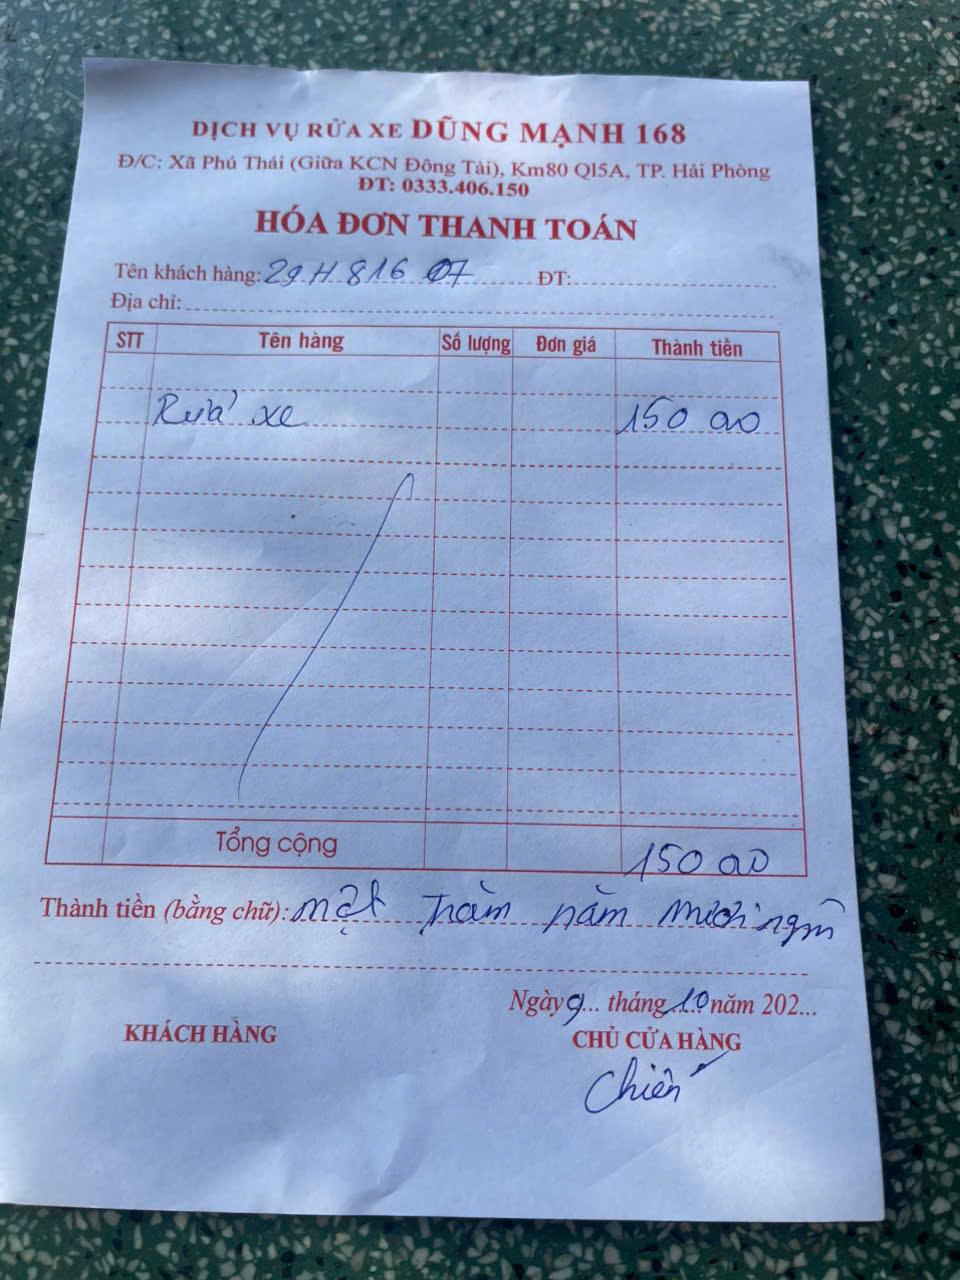 DỊCH VỤ RỬA XE DŨNG MẠNH 168
Đ/C: Xã Phú Thái (Giữa KCN Đông Tài), Km80 Ql5A, TP. Hải Phòng
ĐT: 0333.406.150
HÓA ĐƠN THANH TOÁN
Tên khách hàng: 29H 816 07 ĐT:
Địa chỉ:
STT Tên hàng Số lượng Đơn giá Thành tiền
Rửa xe 150 000
Tổng cộng 150 000
Thành tiền (bằng chữ): một trăm năm mươi nghìn
Ngày 9... tháng 10 năm 202...
KHÁCH HÀNG CHỦ CỬA HÀNG
Chiến